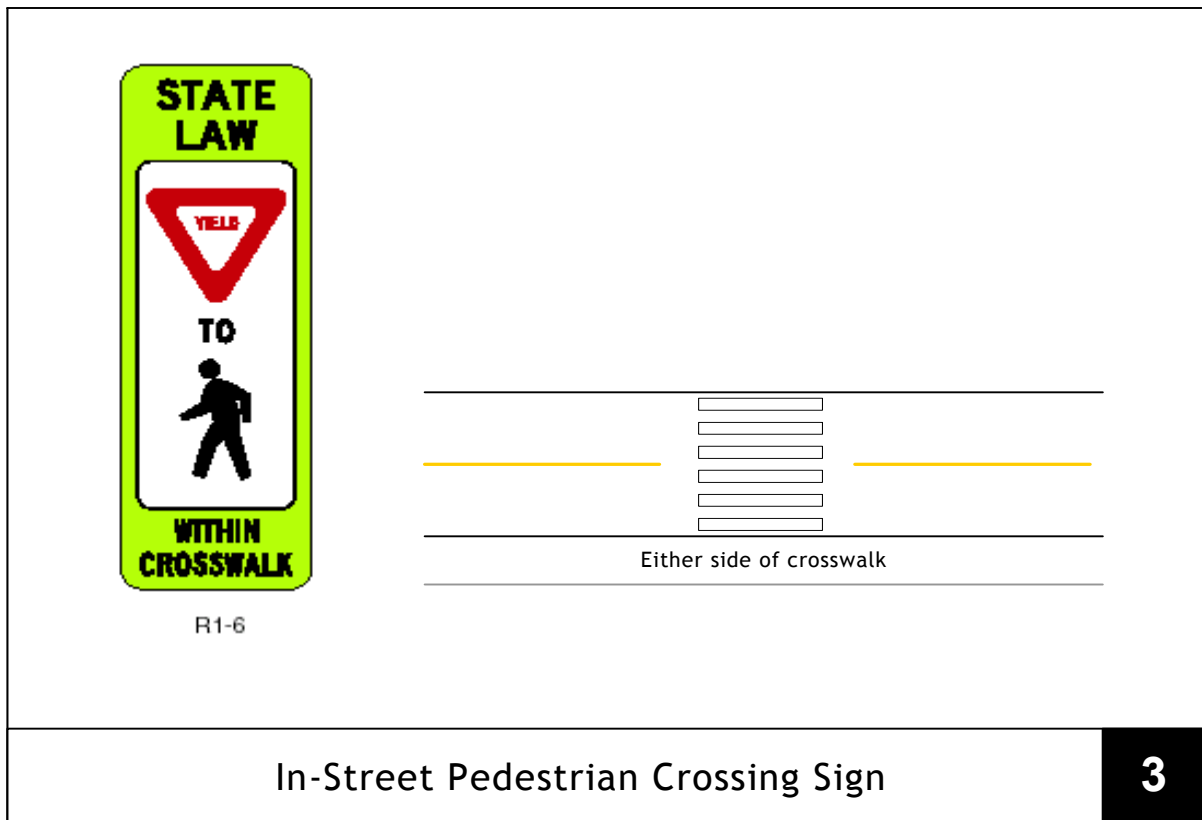 STATE
LAW
YIELD
TO
WITHIN
CROSSWALK
R1-6
Either side of crosswalk
In-Street Pedestrian Crossing Sign
3